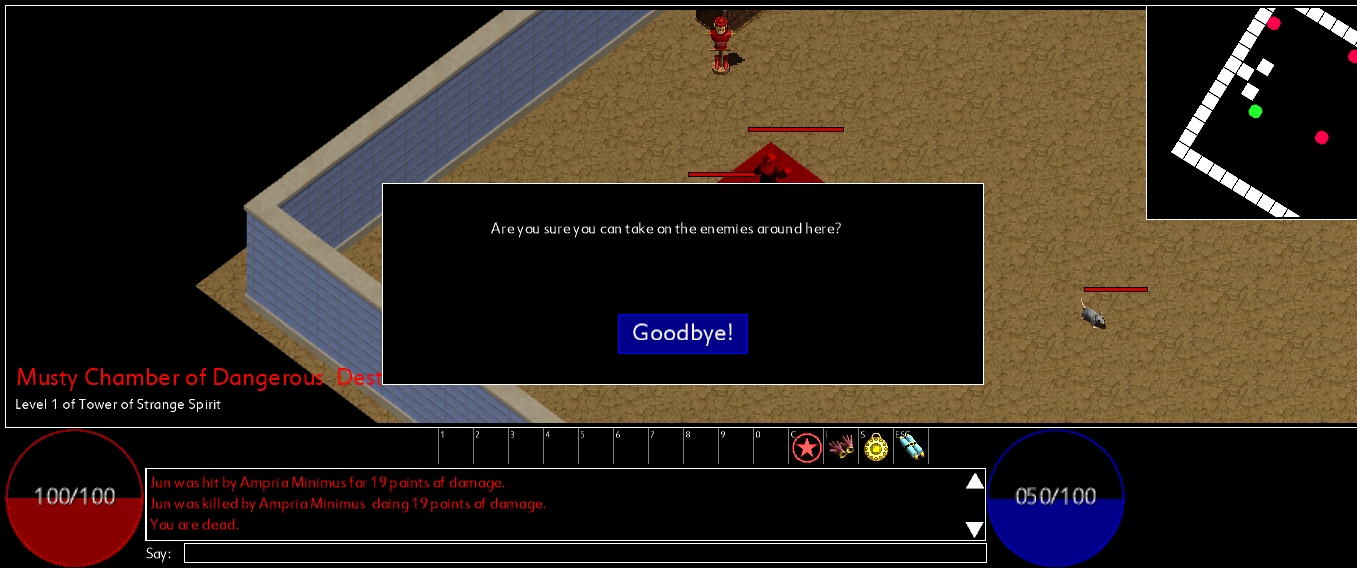 Are you sure you can take on the enemies around here?
Goodbye!
Musty Chamber of Dangerous Dest
Level 1 of Tower of Strange Spirit
1 2 3 4 5 6 7 8 9 0 C I S ESC
100/100
050/100
Jun was hit by Ampria Minimus for 19 points of damage.
Jun was killed by Ampria Minimus doing 19 points of damage.
You are dead.
Say: